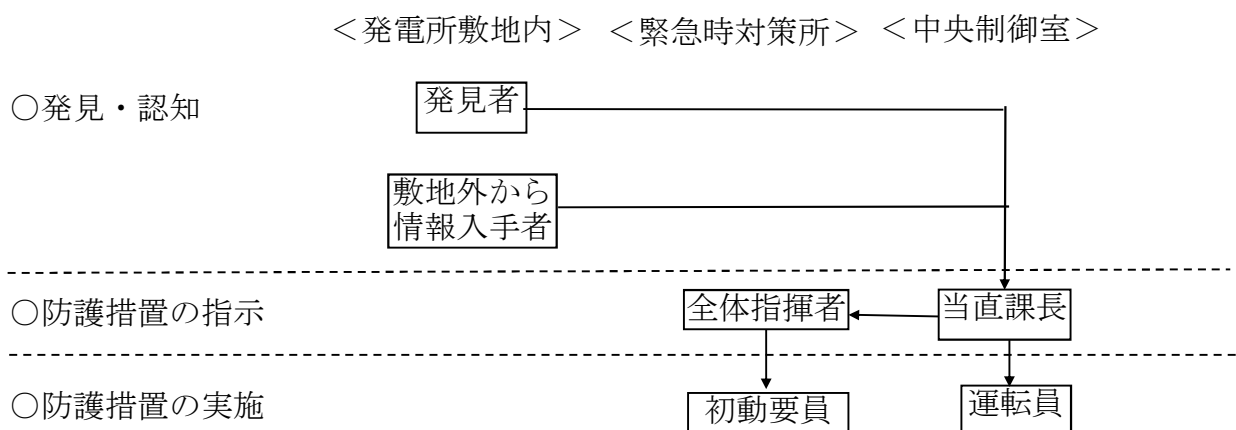 <発電所敷地内> <緊急時対策所> <中央制御室>
○発見・認知
発見者
敷地外から
情報入手者
○防護措置の指示
全体指揮者
当直課長
○防護措置の実施
初動要員
運転員